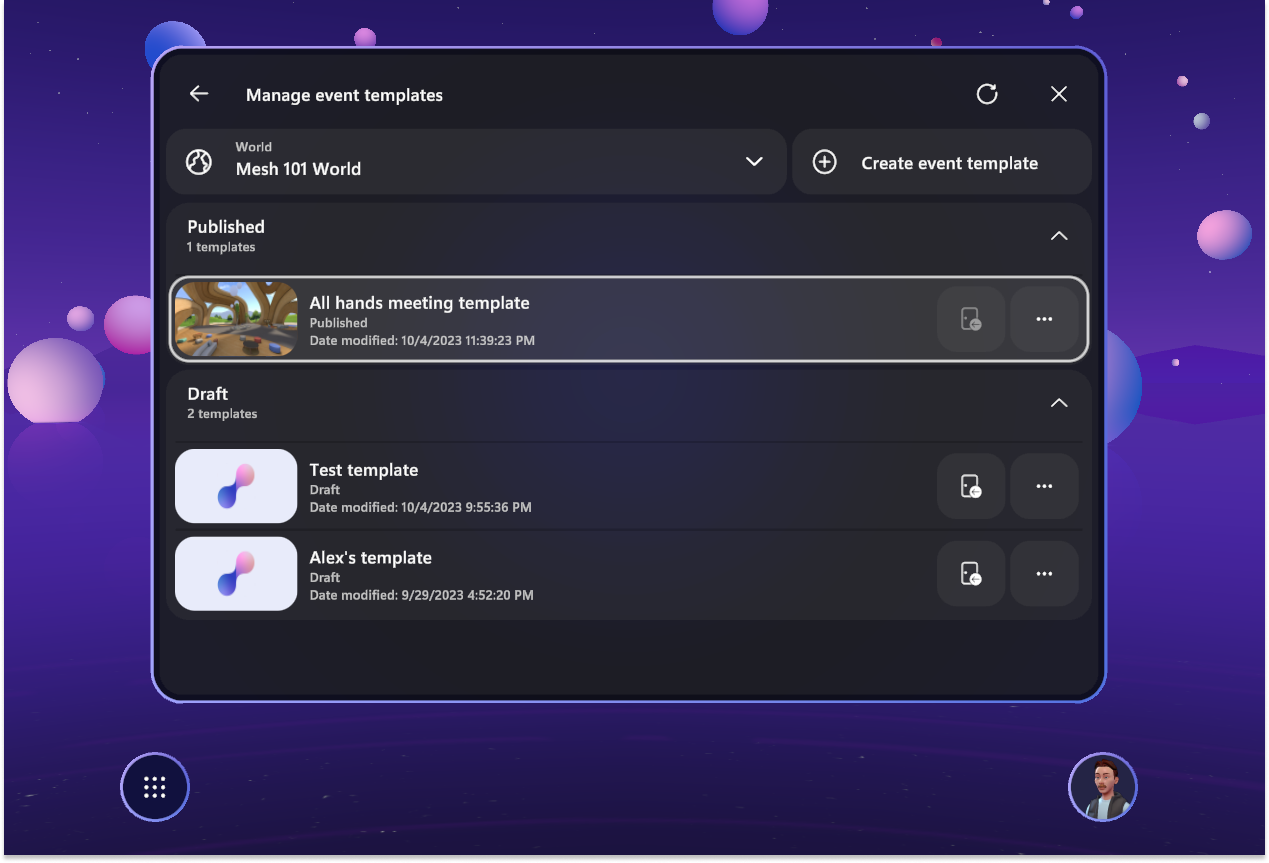 Manage event templates
World
Mesh 101 World
Create event template
Published
1 templates
All hands meeting template
Published
Date modified: 10/4/2023 11:39:23 PM
Draft
2 templates
Test template
Draft
Date modified: 10/4/2023 9:55:36 PM
Alex's template
Draft
Date modified: 9/29/2023 4:52:20 PM